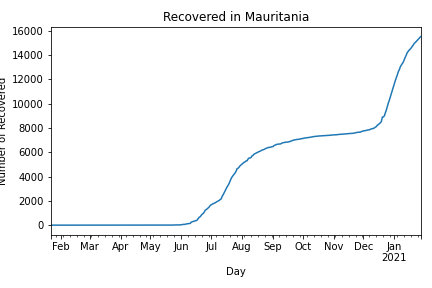 Recovered in Mauritania
Number of Recovered
16000
14000
12000
10000
8000
6000
4000
2000
0
Feb Mar Apr May Jun Jul Aug Sep Oct Nov Dec Jan
2021
Day